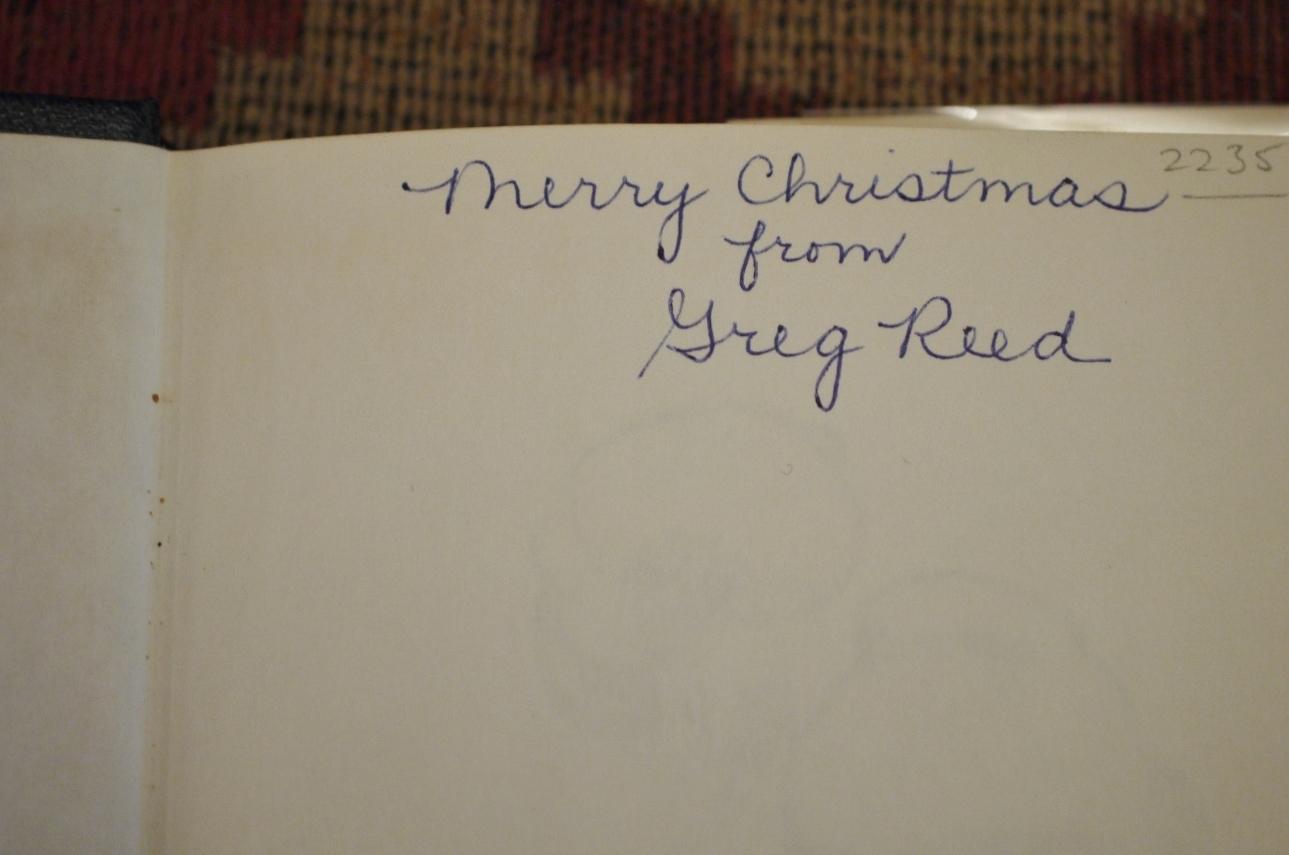 2235
Merry Christmas
from
Greg Reed